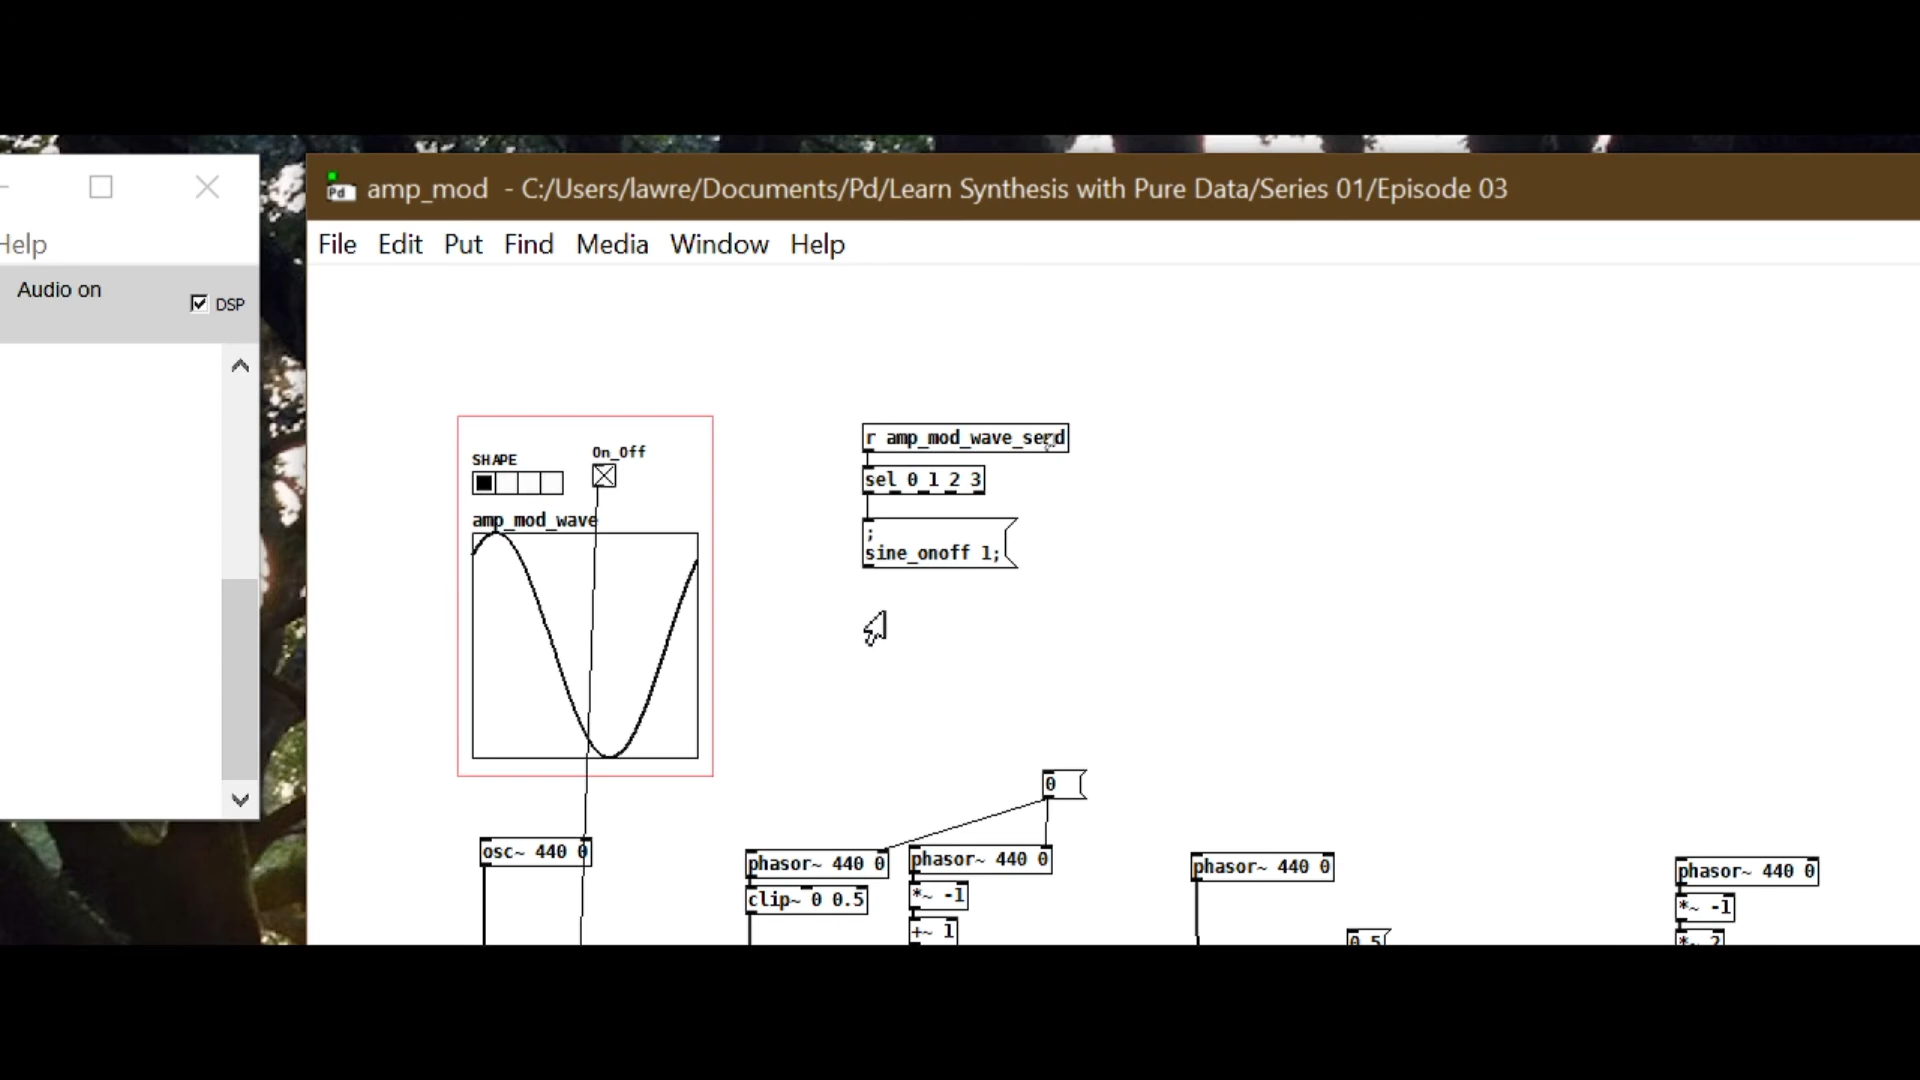 amp_mod - C:/Users/lawre/Documents/Pd/Learn Synthesis with Pure Data/Series 01/Episode 03
File Edit Put Find Media Window Help
Help
Audio on
DSP
SHAPE
On_Off
amp_mod_wave
r amp_mod_wave_send
sel 0 1 2 3
;
sine_onoff 1;
0
osc~ 440 0
phasor~ 440 0
clip~ 0 0.5
phasor~ 440 0
*~ -1
+~ 1
phasor~ 440 0
0.5
phasor~ 440 0
*~ -1
*~ 2